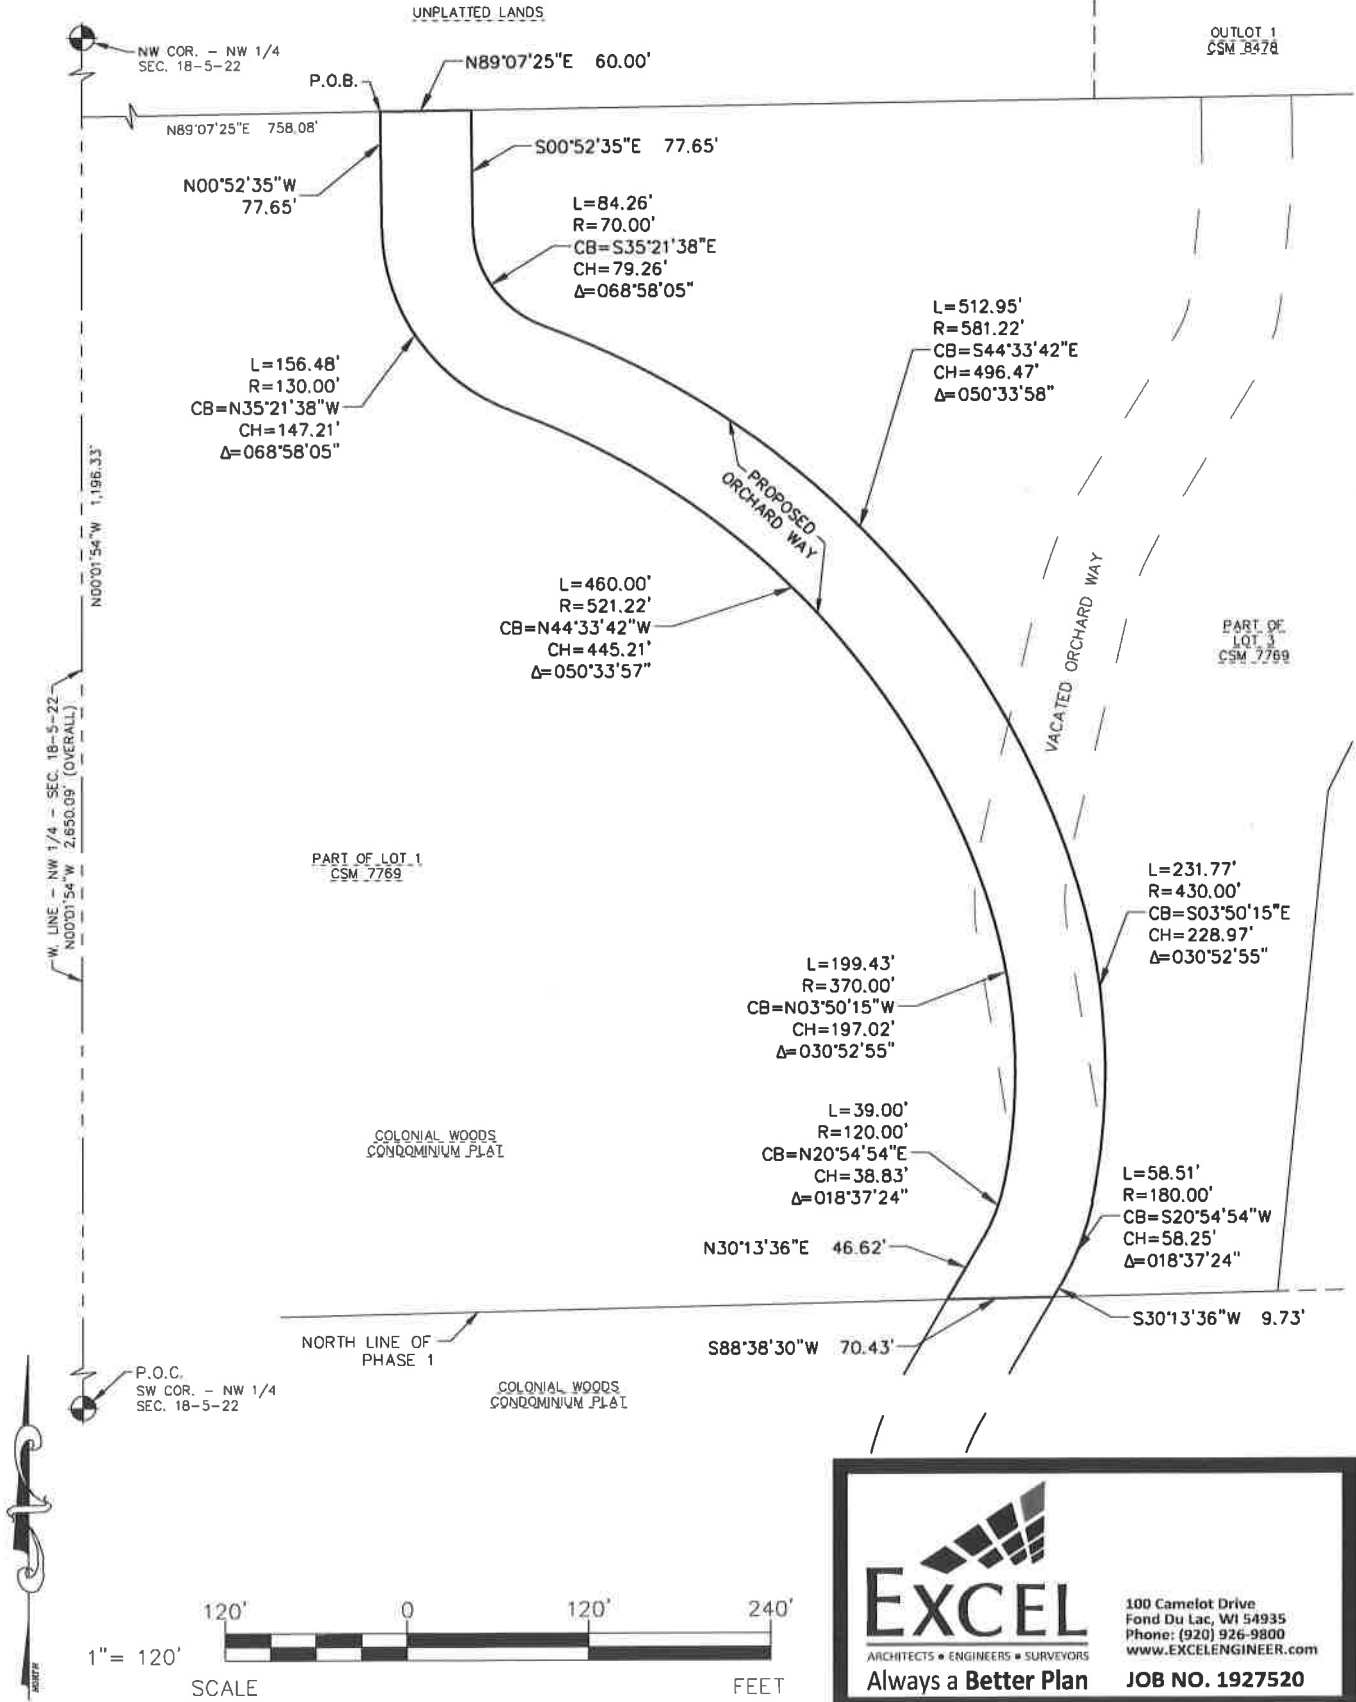 UNPLATTED LANDS
OUTLOT 1
CSM 8478
NW COR. – NW 1/4
SEC. 18–5–22
N89°07'25"E 60.00'
P.O.B.
N89°07'25"E 758.08'
S00°52'35"E 77.65'
N00°52'35"W
77.65'
L=84.26'
R=70.00'
CB=S35°21'38"E
CH=79.26'
Δ=068°58'05"
L=512.95'
R=581.22'
CB=S44°33'42"E
CH=496.47'
Δ=050°33'58"
L=156.48'
R=130.00'
CB=N35°21'38"W
CH=147.21'
Δ=068°58'05"
N00°01'54"W 1,196.33'
PROPOSED
ORCHARD WAY
L=460.00'
R=521.22'
CB=N44°33'42"W
CH=445.21'
Δ=050°33'57"
VACATED ORCHARD WAY
PART OF
LOT 3
CSM 7769
W. LINE – NW 1/4 – SEC. 18–5–22
N00°01'54"W 2,650.09' (OVERALL)
PART OF LOT 1
CSM 7769
L=231.77'
R=430.00'
CB=S03°50'15"E
CH=228.97'
Δ=030°52'55"
L=199.43'
R=370.00'
CB=N03°50'15"W
CH=197.02'
Δ=030°52'55"
COLONIAL WOODS
CONDOMINIUM PLAT
L=39.00'
R=120.00'
CB=N20°54'54"E
CH=38.83'
Δ=018°37'24"
L=58.51'
R=180.00'
CB=S20°54'54"W
CH=58.25'
Δ=018°37'24"
N30°13'36"E 46.62'
S30°13'36"W 9.73'
NORTH LINE OF
PHASE 1
S88°38'30"W 70.43'
P.O.C.
SW COR. – NW 1/4
SEC. 18–5–22
COLONIAL WOODS
CONDOMINIUM PLAT
NORTH
120' 0 120' 240'
1"= 120'
SCALE FEET
EXCEL
ARCHITECTS • ENGINEERS • SURVEYORS
Always a Better Plan
100 Camelot Drive
Fond Du Lac, WI 54935
Phone: (920) 926-9800
www.EXCELENGINEER.com
JOB NO. 1927520